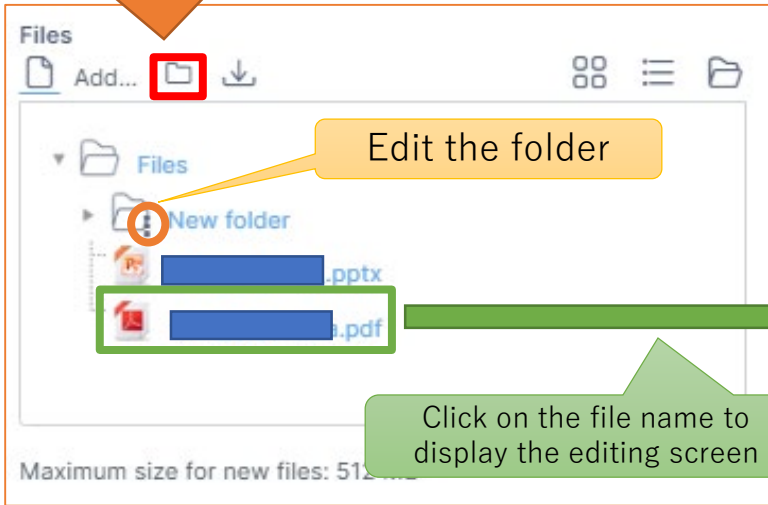 Files
Add...
Edit the folder
Files
New folder
.pptx
a.pdf
Click on the file name to
display the editing screen
Maximum size for new files: 512